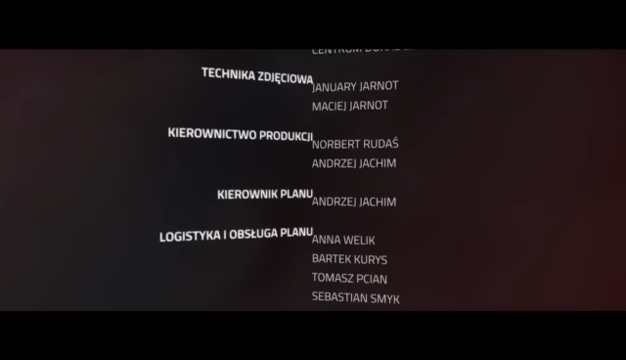 CENTRUM
TECHNIKA ZDJĘCIOWA
JANUARY JARNOT
MACIEJ JARNOT
KIEROWNICTWO PRODUKCJI
NORBERT RUDAŚ
ANDRZEJ JACHIM
KIEROWNIK PLANU
ANDRZEJ JACHIM
LOGISTYKA I OBSŁUGA PLANU
ANNA WELIK
BARTEK KURYS
TOMASZ PCIAN
SEBASTIAN SMYK